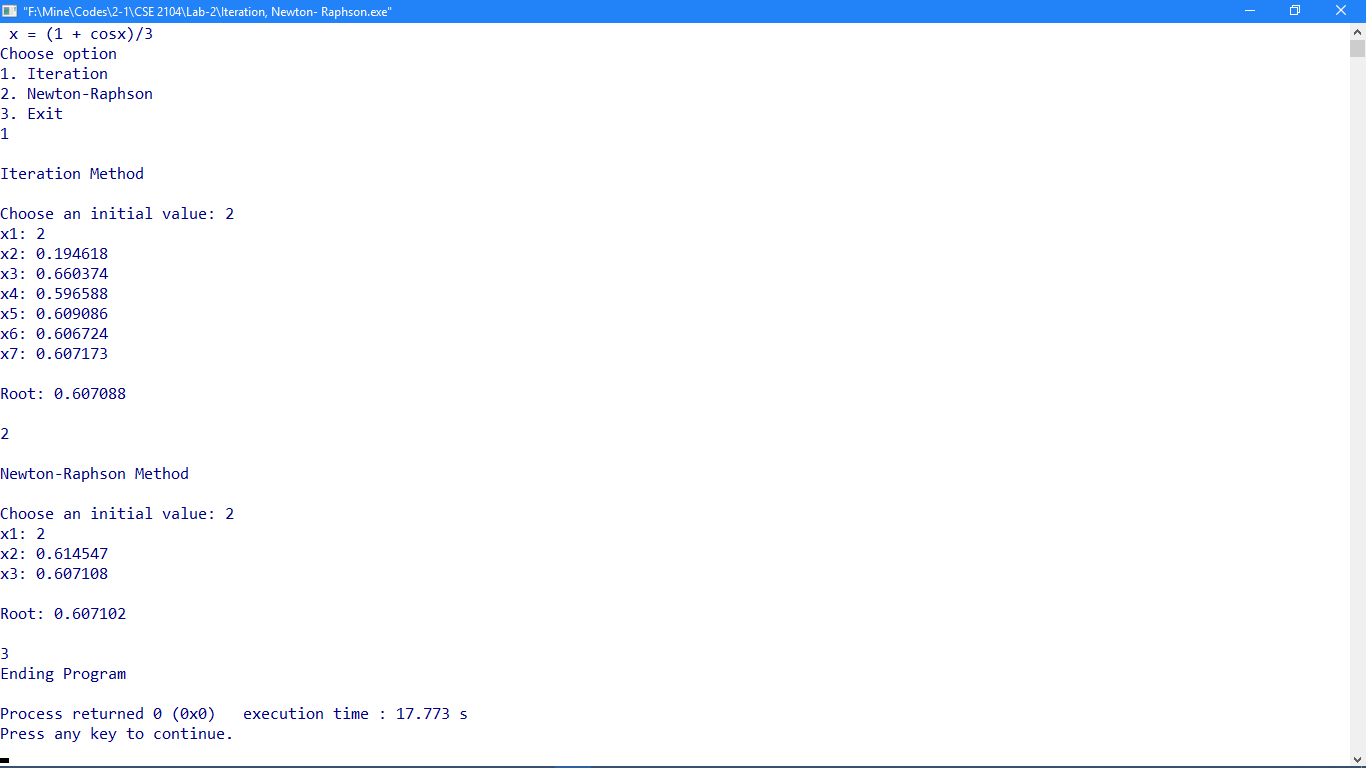 "F:\Mine\Codes\2-1\CSE 2104\Lab-2\Iteration, Newton- Raphson.exe"
x = (1 + cosx)/3
Choose option
1. Iteration
2. Newton-Raphson
3. Exit
1
Iteration Method
Choose an initial value: 2
x1: 2
x2: 0.194618
x3: 0.660374
x4: 0.596588
x5: 0.609086
x6: 0.606724
x7: 0.607173
Root: 0.607088
2
Newton-Raphson Method
Choose an initial value: 2
x1: 2
x2: 0.614547
x3: 0.607108
Root: 0.607102
3
Ending Program
Process returned 0 (0x0)   execution time : 17.773 s
Press any key to continue.